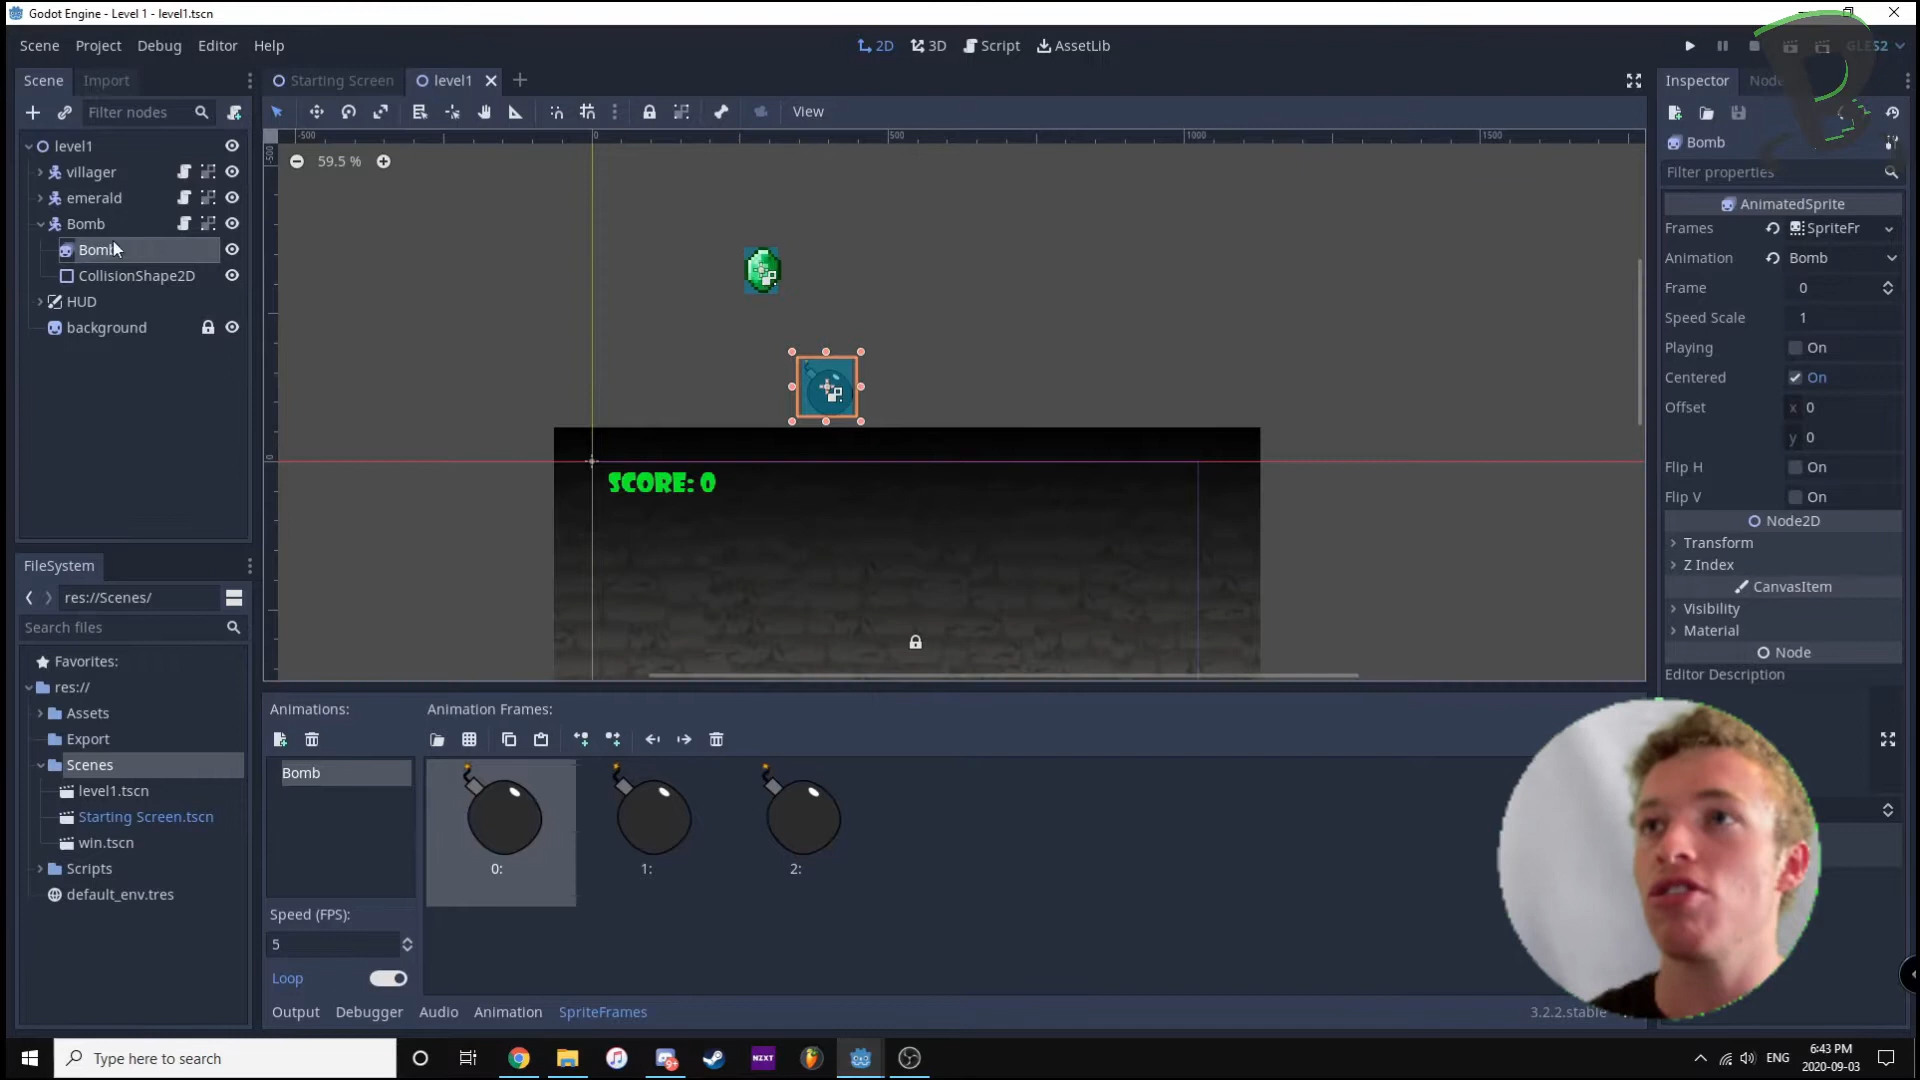 Godot Engine - Level 1 - level1.tscn
Scene Project Debug Editor Help
2D 3D Script AssetLib
GLES2
Scene Import
Starting Screen level1
Inspector Node
Filter nodes
View
Bomb
level1
villager
emerald
Bomb
Bomb
CollisionShape2D
HUD
background
-500 0 500 1000 1500
-500
0
59.5 %
SCORE: 0
Filter properties
AnimatedSprite
Frames SpriteFr
Animation Bomb
Frame 0
Speed Scale 1
Playing On
Centered On
Offset x 0
y 0
Flip H On
Flip V On
Node2D
Transform
Z Index
CanvasItem
Visibility
Material
Node
Editor Description
FileSystem
res://Scenes/
Search files
Favorites:
res://
Assets
Export
Scenes
level1.tscn
Starting Screen.tscn
win.tscn
Scripts
default_env.tres
Animations:
Animation Frames:
Bomb
0: 1: 2:
Speed (FPS):
5
Loop
Output Debugger Audio Animation SpriteFrames
3.2.2.stable
Type here to search
9+
NZXT
ENG
6:43 PM
2020-09-03